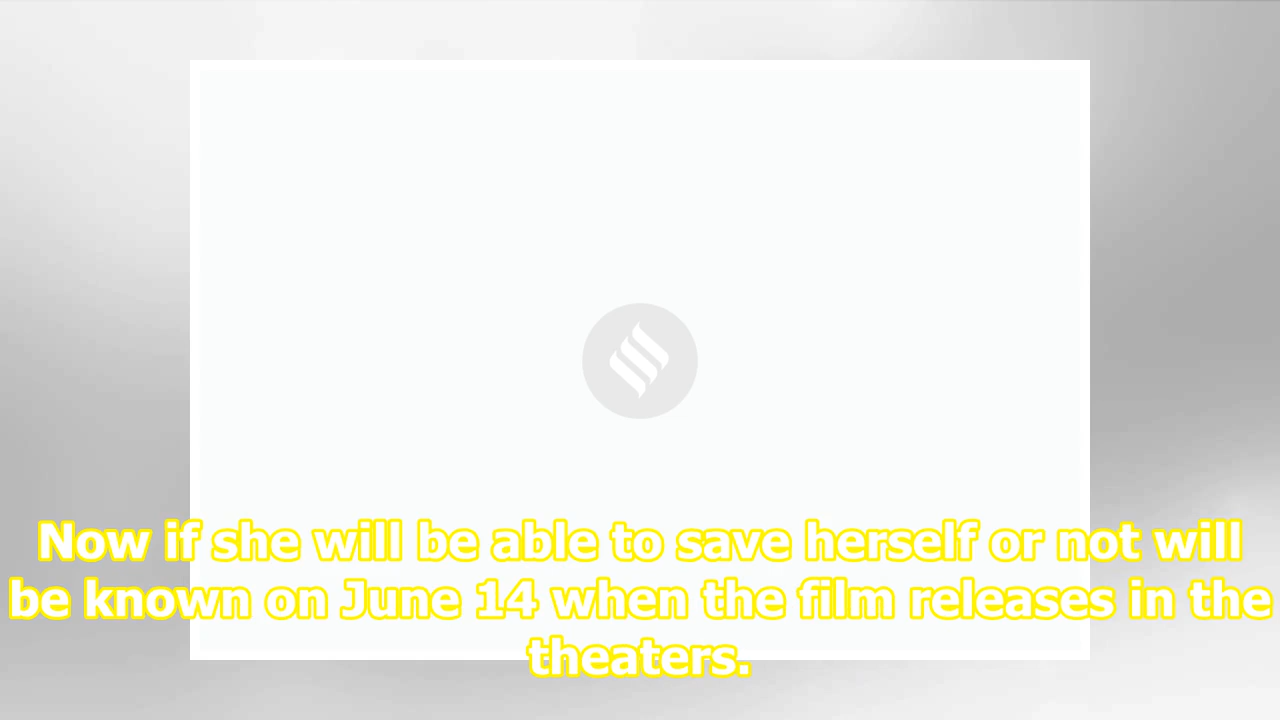 Now if she will be able to save herself or not will
be known on June 14 when the film releases in the
theaters.